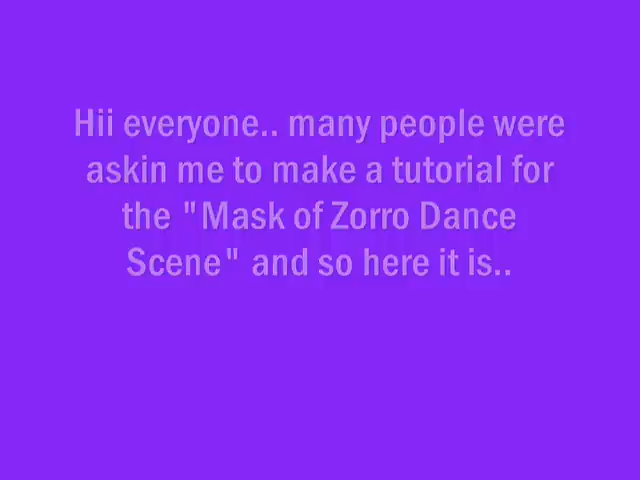 Hii everyone.. many people were
askin me to make a tutorial for
the "Mask of Zorro Dance
Scene" and so here it is..